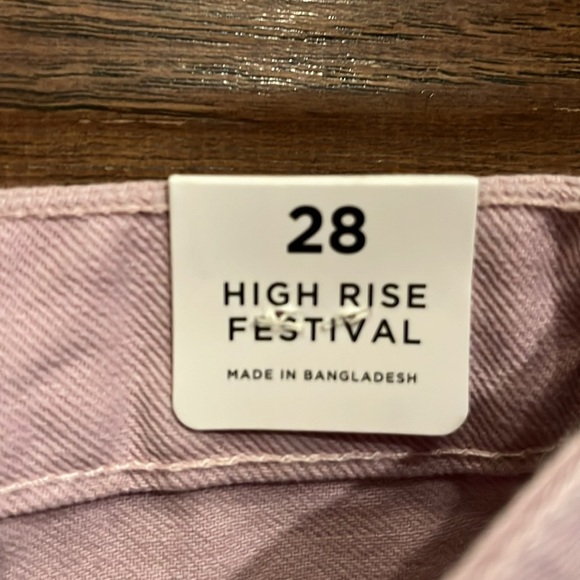 28
HIGH RISE
FESTIVAL
MADE IN BANGLADESH